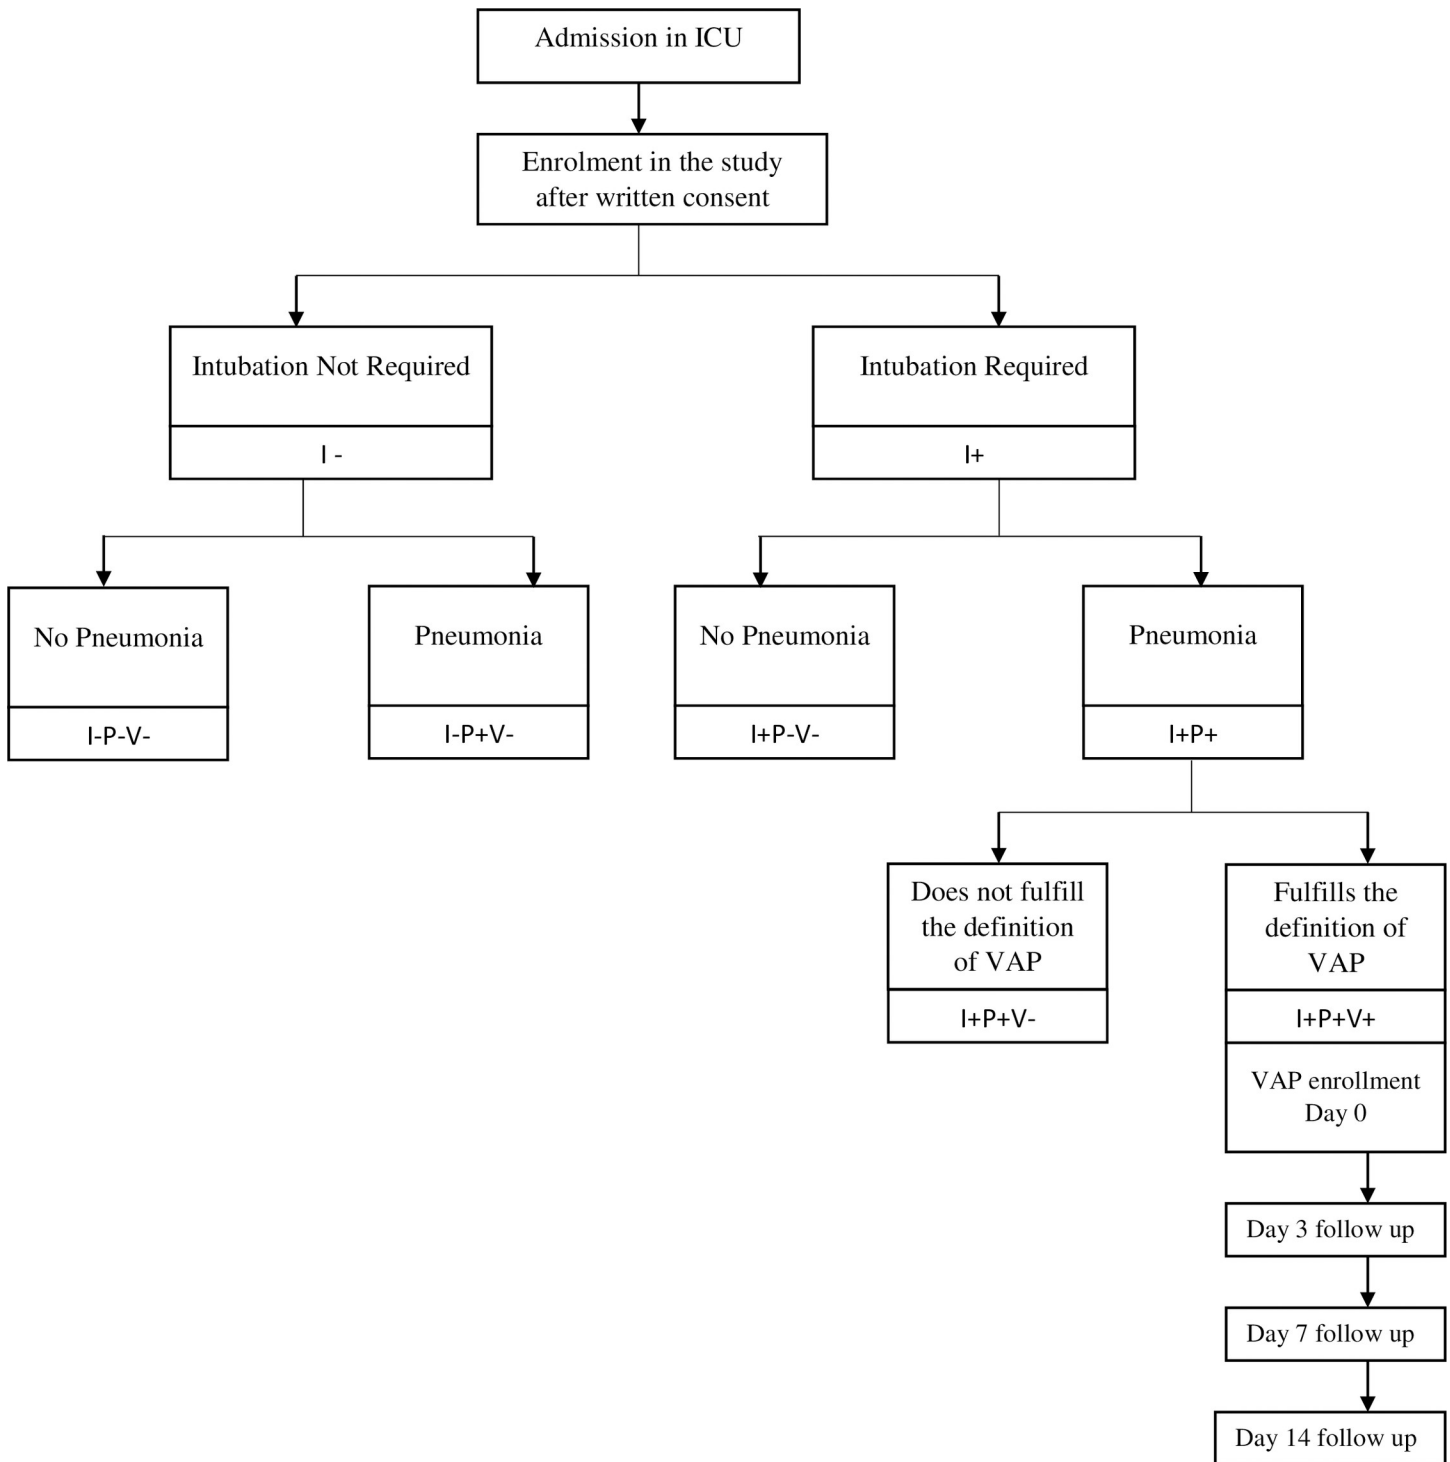 Admission in ICU
Enrolment in the study
after written consent
Intubation Not Required
I -
Intubation Required
I+
No Pneumonia
I-P-V-
Pneumonia
I-P+V-
No Pneumonia
I+P-V-
Pneumonia
I+P+
Does not fulfill
the definition
of VAP
I+P+V-
Fulfills the
definition of
VAP
I+P+V+
VAP enrollment
Day 0
Day 3 follow up
Day 7 follow up
Day 14 follow up